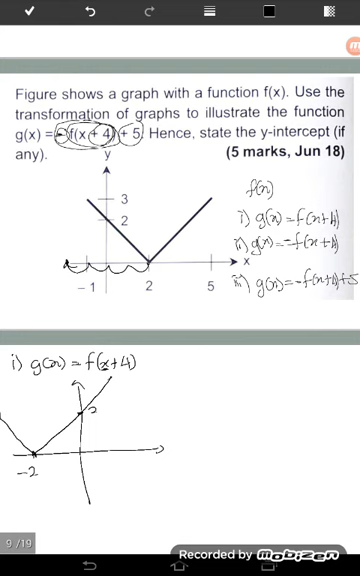 Figure shows a graph with a function f(x). Use the
transformation of graphs to illustrate the function
g(x) = -f(x + 4) + 5. Hence, state the y-intercept (if
any). (5 marks, Jun 18)
y
3
2
x
-1 2 5
f(x)
i) g(x) = f(x+4)
ii) g(x) = -f(x+4)
iii) g(x) = -f(x+4)+5
i) g(x) = f(x+4)
2
-2
9 /19
Recorded by mobizen